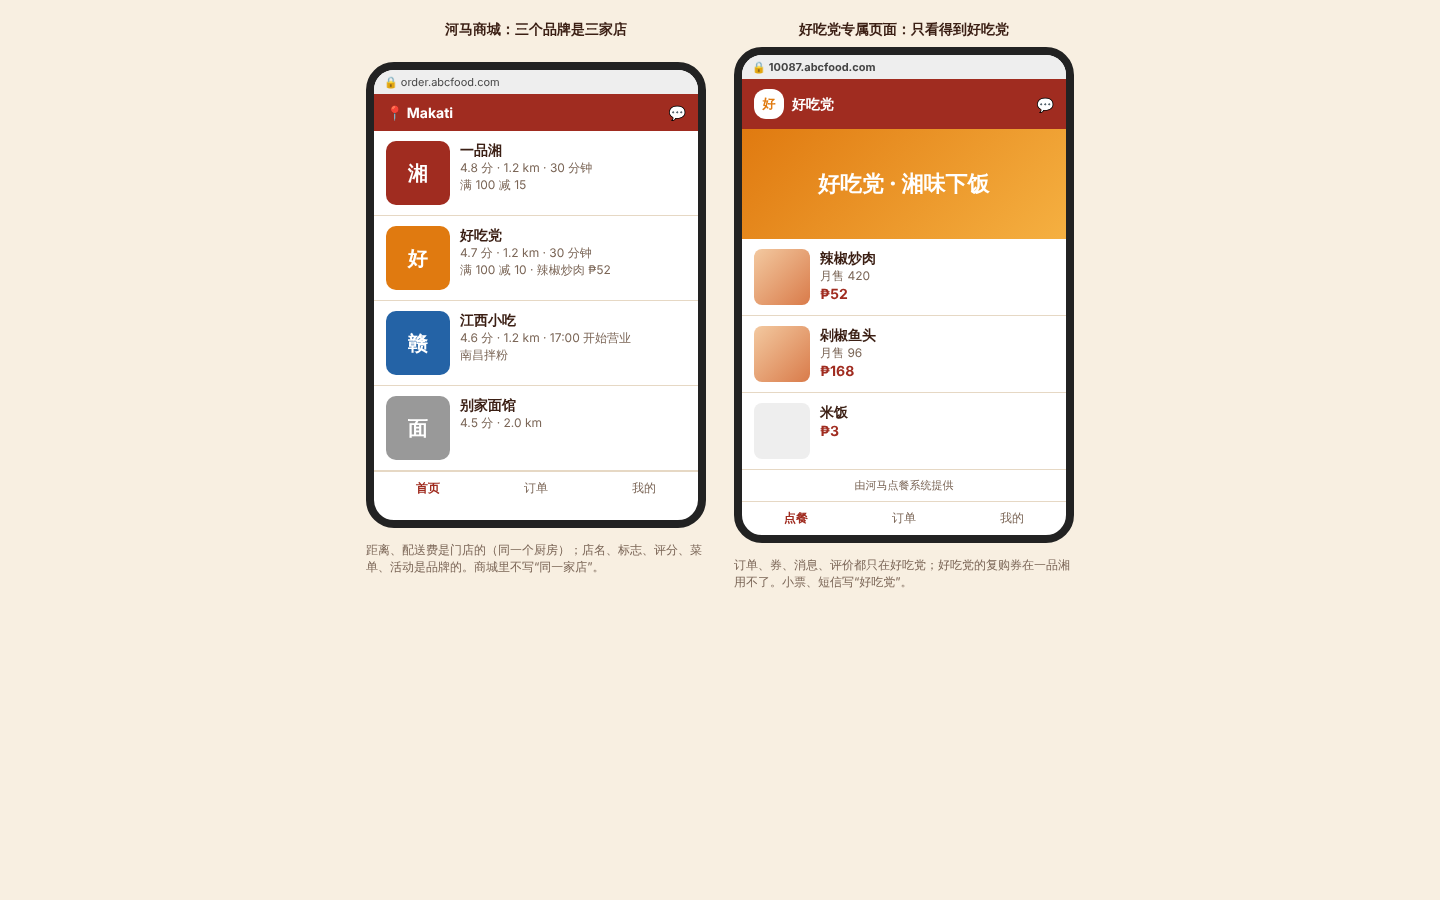 河马商城：三个品牌是三家店
🔒 order.abcfood.com
📍 Makati
💬
湘
一品湘
4.8 分 · 1.2 km · 30 分钟
满 100 减 15
好
好吃党
4.7 分 · 1.2 km · 30 分钟
满 100 减 10 · 辣椒炒肉 ₱52
赣
江西小吃
4.6 分 · 1.2 km · 17:00 开始营业
南昌拌粉
面
别家面馆
4.5 分 · 2.0 km
首页 订单 我的
距离、配送费是门店的（同一个厨房）；店名、标志、评分、菜
单、活动是品牌的。商城里不写“同一家店”。
好吃党专属页面：只看得到好吃党
🔒 10087.abcfood.com
好 好吃党 💬
好吃党 · 湘味下饭
辣椒炒肉
月售 420
₱52
剁椒鱼头
月售 96
₱168
米饭
₱3
由河马点餐系统提供
点餐 订单 我的
订单、券、消息、评价都只在好吃党；好吃党的复购券在一品湘
用不了。小票、短信写“好吃党”。